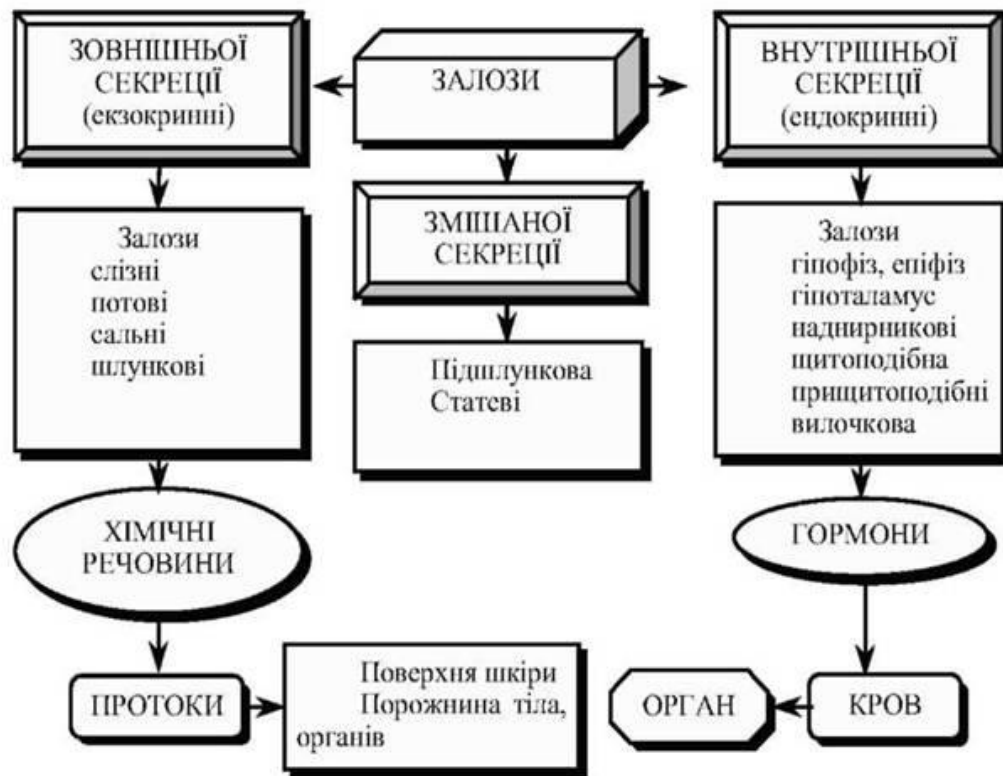 ЗОВНІШНЬОЇ
СЕКРЕЦІЇ
(екзокринні)
ЗАЛОЗИ
ВНУТРІШНЬОЇ
СЕКРЕЦІЇ
(ендокринні)
Залози
слізні
потові
сальні
шлункові
ЗМІШАНОЇ
СЕКРЕЦІЇ
Підшлункова
Статеві
Залози
гіпофіз, епіфіз
гіпоталамус
наднирникові
щитоподібна
прищитоподібні
вилочкова
ХІМІЧНІ
РЕЧОВИНИ
ГОРМОНИ
ПРОТОКИ
Поверхня шкіри
Порожнина тіла,
органів
ОРГАН
КРОВ